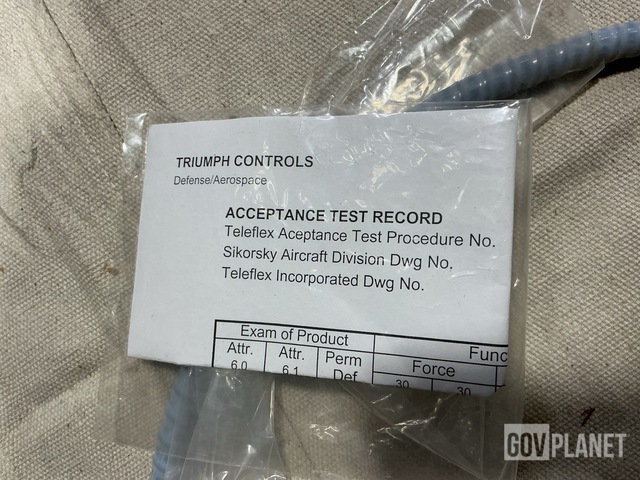 TRIUMPH CONTROLS
Defense/Aerospace
ACCEPTANCE TEST RECORD
Teleflex Aceptance Test Procedure No.
Sikorsky Aircraft Division Dwg No.
Teleflex Incorporated Dwg No.
Exam of Product
Func
Attr. Attr. Perm Force
6.0 6.1 Def 30 30
GOVPLANET